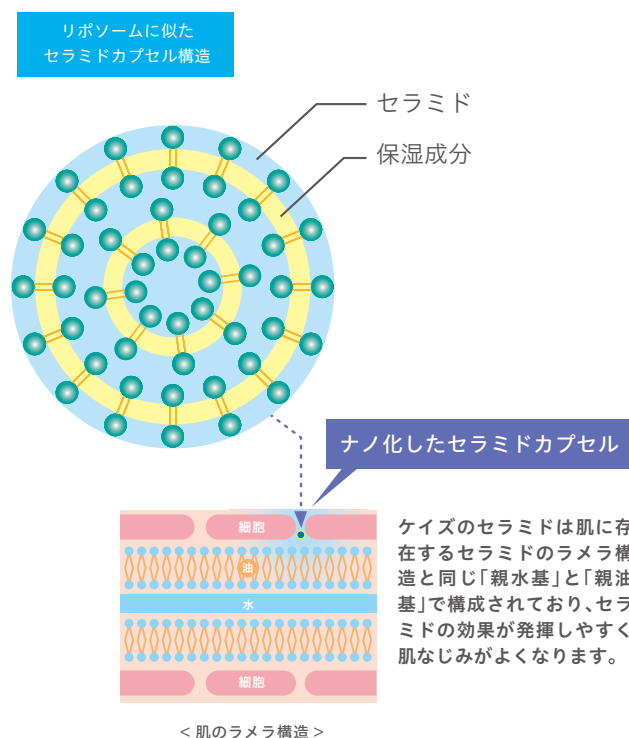 リポソームに似た
セラミドカプセル構造
セラミド
保湿成分
ナノ化したセラミドカプセル
細胞
油
水
細胞
ケイズのセラミドは肌に存
在するセラミドのラメラ構
造と同じ「親水基」と「親油
基」で構成されており、セラ
ミドの効果が発揮しやすく
肌なじみがよくなります。
＜肌のラメラ構造＞